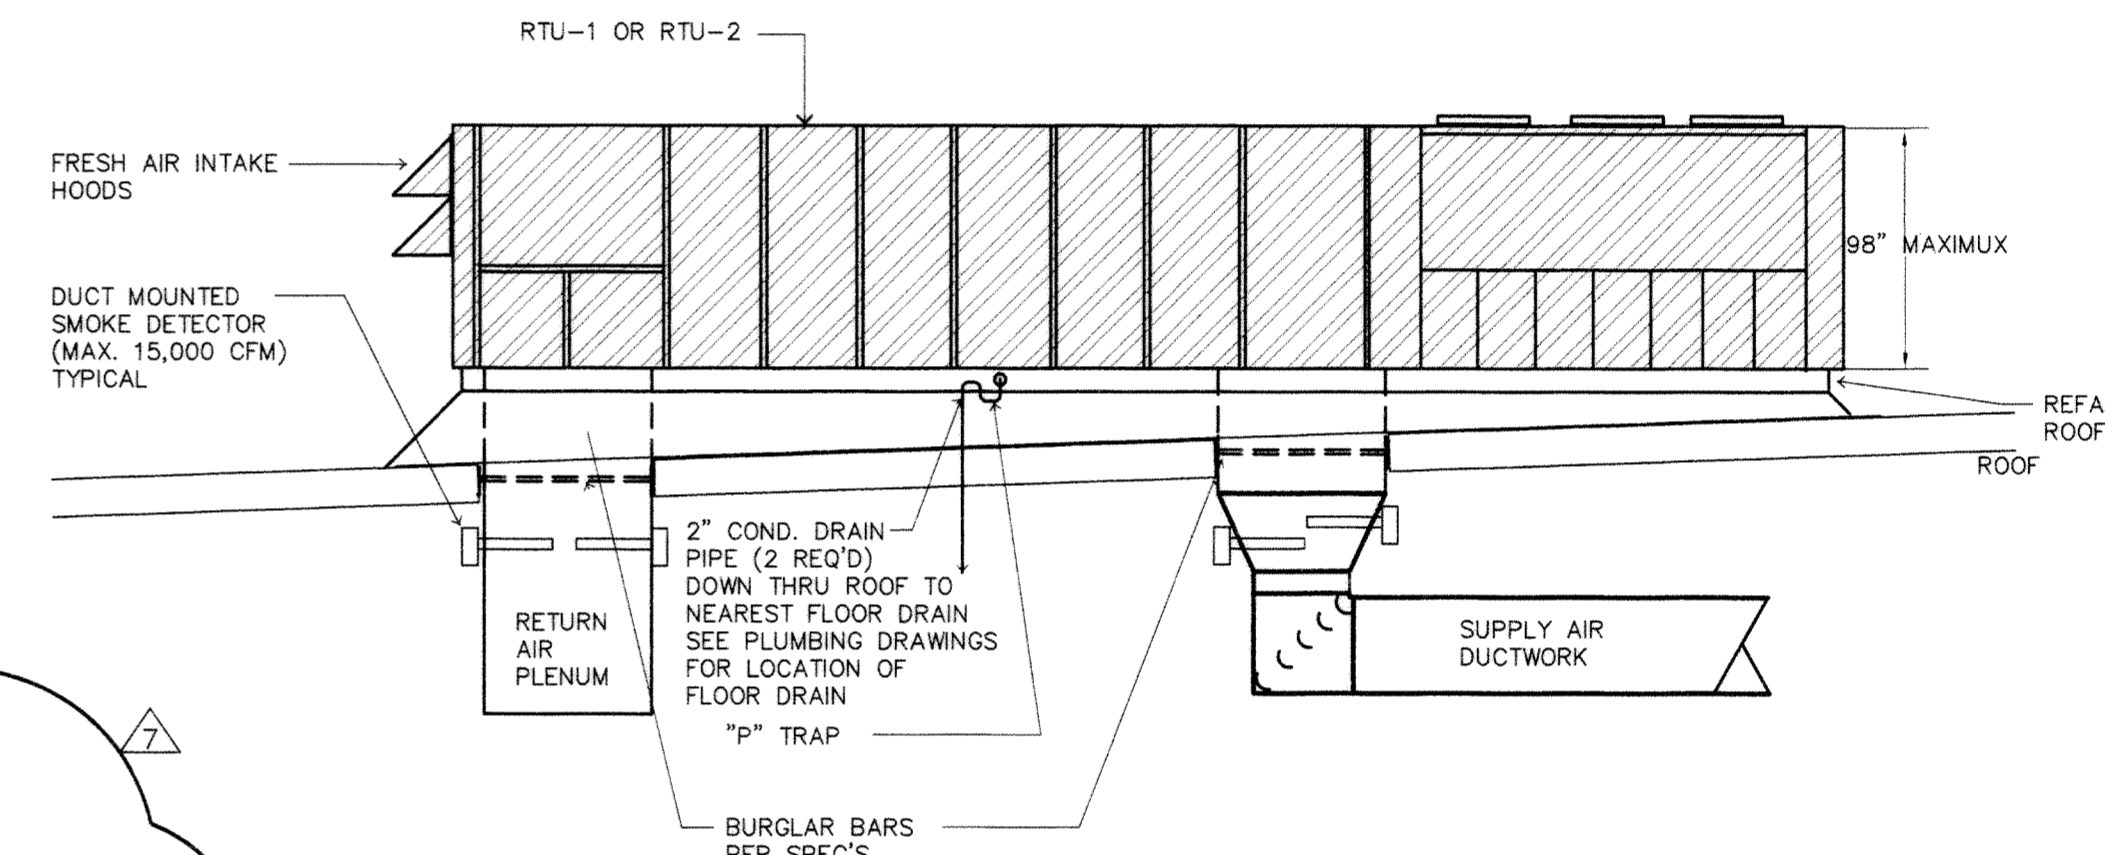 RTU-1 OR RTU-2
FRESH AIR INTAKE
HOODS
98" MAXIMUX
DUCT MOUNTED
SMOKE DETECTOR
(MAX. 15,000 CFM)
TYPICAL
REFA
ROOF
ROOF
2" COND. DRAIN
PIPE (2 REQ'D)
DOWN THRU ROOF TO
NEAREST FLOOR DRAIN
SEE PLUMBING DRAWINGS
FOR LOCATION OF
FLOOR DRAIN
RETURN
AIR
PLENUM
SUPPLY AIR
DUCTWORK
"P" TRAP
7
BURGLAR BARS
PER SPEC'S